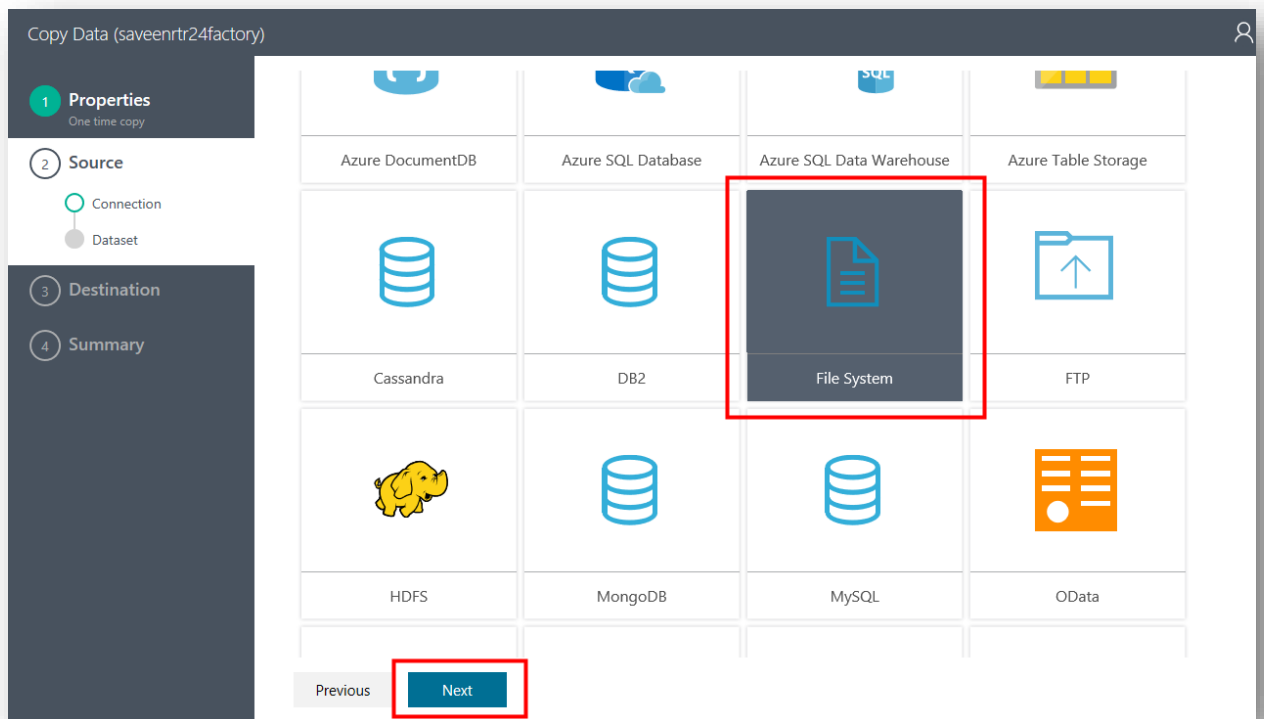 Copy Data (saveenrtr24factory)
1 Properties
One time copy
2 Source
Connection
Dataset
3 Destination
4 Summary
SQL
Azure DocumentDB
Azure SQL Database
Azure SQL Data Warehouse
Azure Table Storage
Cassandra
DB2
File System
FTP
HDFS
MongoDB
MySQL
OData
Previous
Next